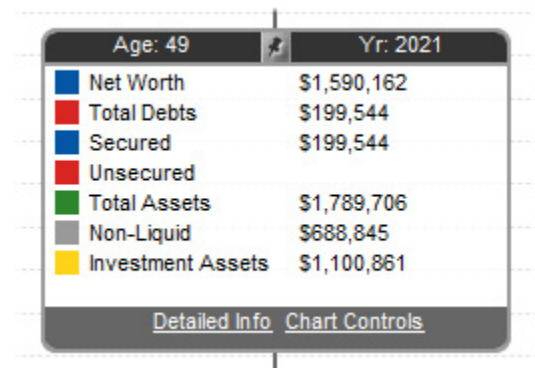 Age: 49 Yr: 2021
Net Worth $1,590,162
Total Debts $199,544
Secured $199,544
Unsecured
Total Assets $1,789,706
Non-Liquid $688,845
Investment Assets $1,100,861
Detailed Info Chart Controls